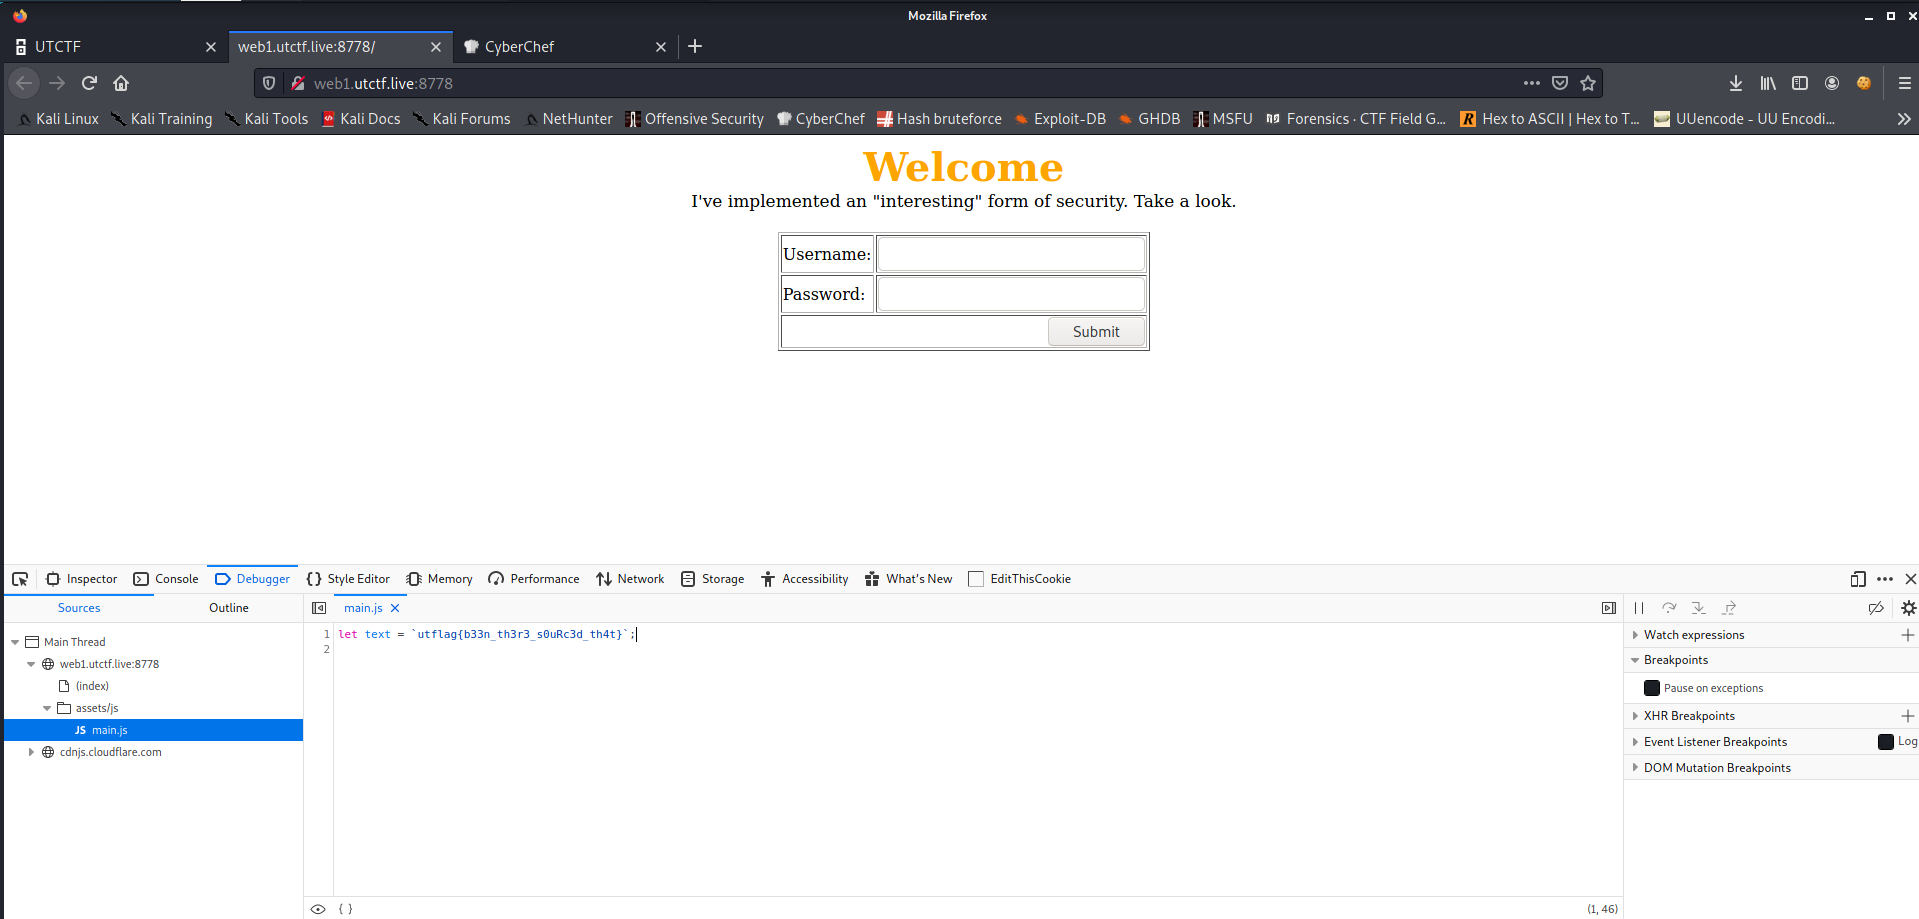 Mozilla Firefox
UTCTF
web1.utctf.live:8778/
CyberChef
web1.utctf.live:8778
Kali Linux
Kali Training
Kali Tools
Kali Docs
Kali Forums
NetHunter
Offensive Security
CyberChef
Hash bruteforce
Exploit-DB
GHDB
MSFU
Forensics · CTF Field G...
Hex to ASCII | Hex to T...
UUencode - UU Encodi...
Welcome
I've implemented an "interesting" form of security. Take a look.
Username:
Password:
Submit
Inspector
Console
Debugger
Style Editor
Memory
Performance
Network
Storage
Accessibility
What's New
EditThisCookie
Sources
Outline
main.js
Main Thread
web1.utctf.live:8778
(index)
assets/js
JS main.js
cdnjs.cloudflare.com
1 let text = `utflag{b33n_th3r3_s0uRc3d_th4t}`;
2
Watch expressions
Breakpoints
Pause on exceptions
XHR Breakpoints
Event Listener Breakpoints
Log
DOM Mutation Breakpoints
{ }
(1, 46)